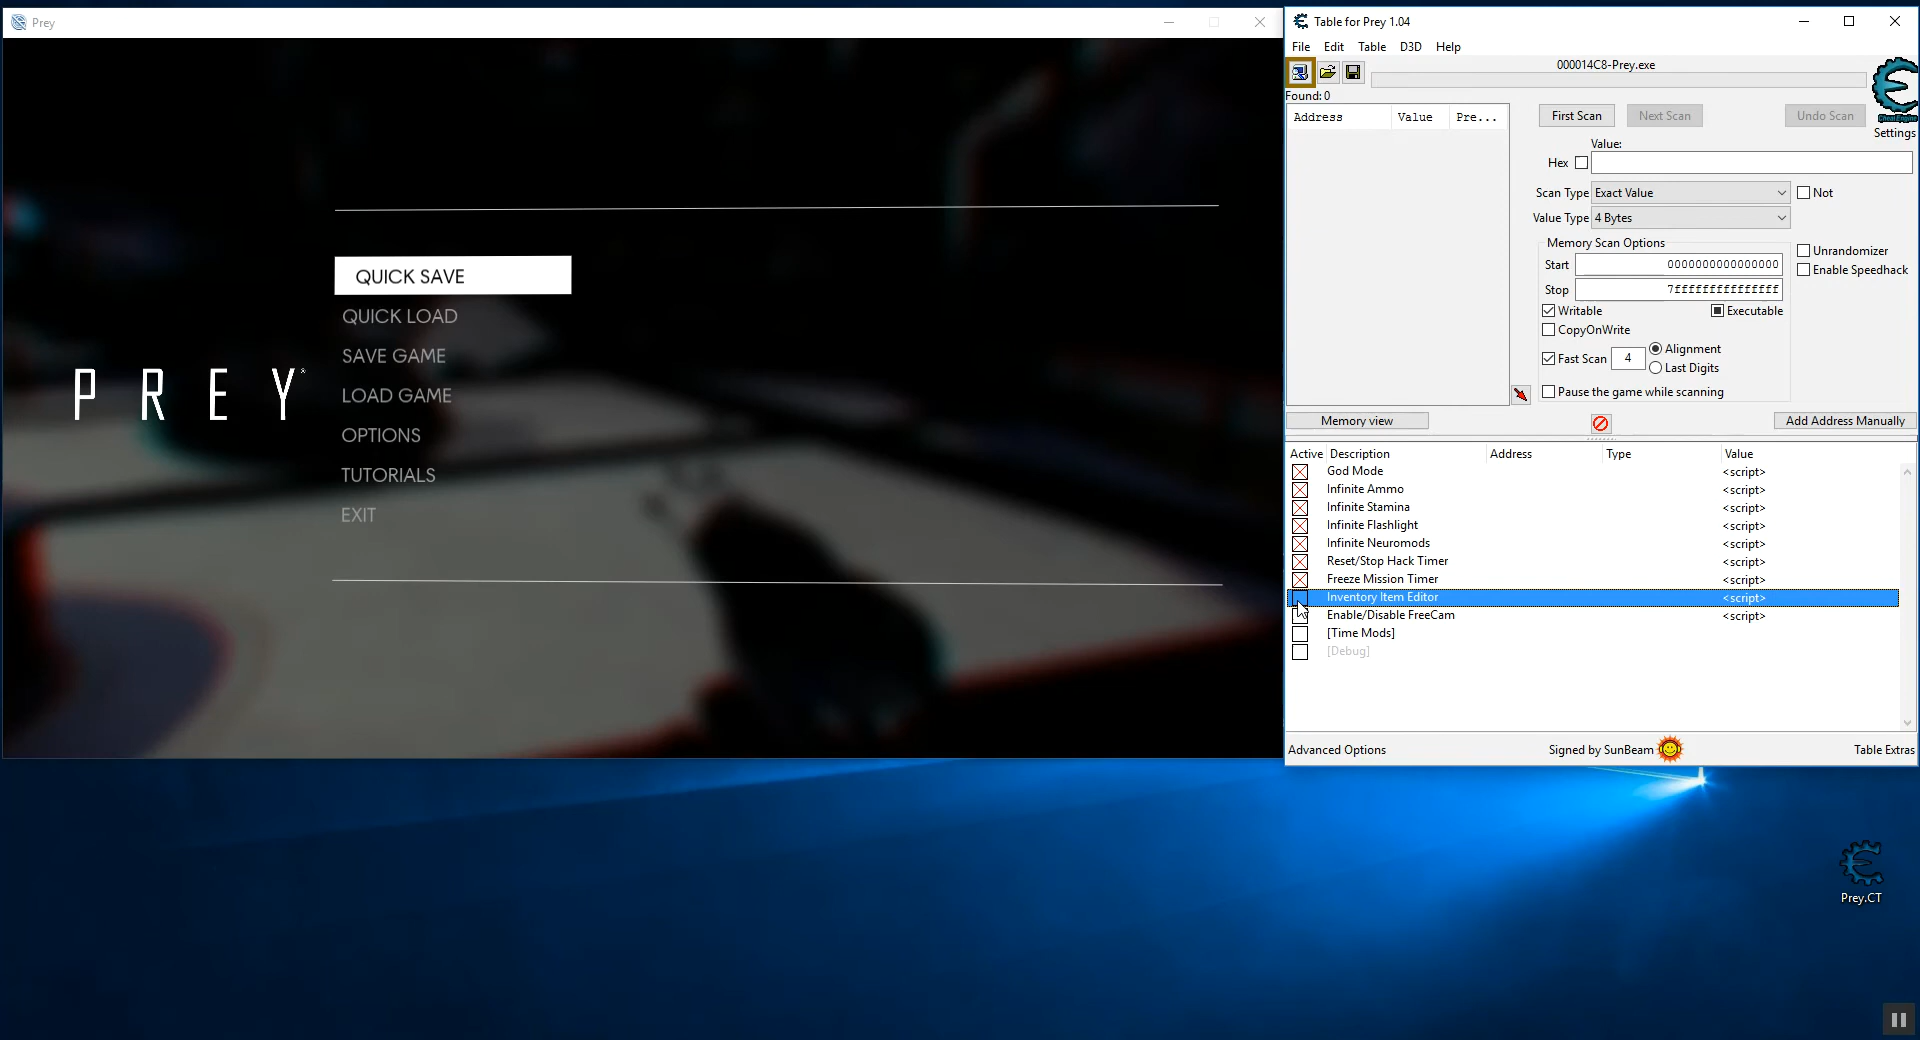 Prey
PREY
QUICK SAVE
QUICK LOAD
SAVE GAME
LOAD GAME
OPTIONS
TUTORIALS
EXIT
Table for Prey 1.04
File Edit Table D3D Help
000014C8-Prey.exe
Found: 0
Address Value Pre...
First Scan Next Scan Undo Scan
Settings
Value:
Hex
Scan Type Exact Value Not
Value Type 4 Bytes
Memory Scan Options
Unrandomizer
Start 0000000000000000
Enable Speedhack
Stop 7fffffffffffffff
Writable Executable
CopyOnWrite
Fast Scan 4 Alignment
Last Digits
Pause the game while scanning
Memory view Add Address Manually
Active Description Address Type Value
God Mode <script>
Infinite Ammo <script>
Infinite Stamina <script>
Infinite Flashlight <script>
Infinite Neuromods <script>
Reset/Stop Hack Timer <script>
Freeze Mission Timer <script>
Inventory Item Editor <script>
Enable/Disable FreeCam <script>
[Time Mods]
[Debug]
Advanced Options Signed by SunBeam Table Extras
Prey.CT